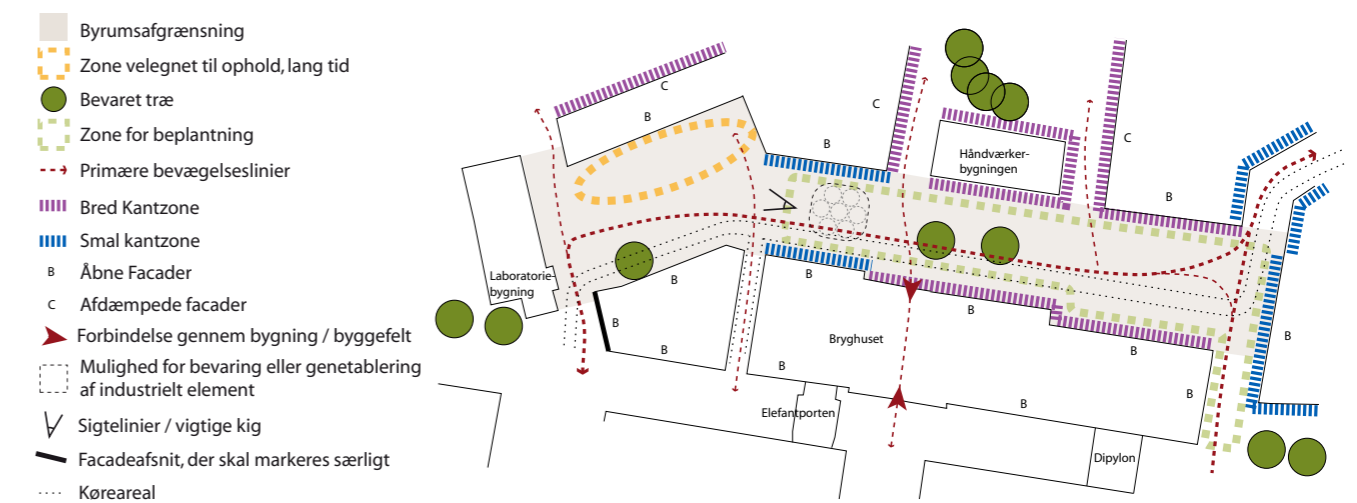 Byrumsafgrænsning
Zone velegnet til ophold, lang tid
Bevaret træ
Zone for beplantning
Primære bevægelseslinier
Bred Kantzone
Smal kantzone
B Åbne Facader
C Afdæmpede facader
Forbindelse gennem bygning / byggefelt
Mulighed for bevaring eller genetablering
af industrielt element
Sigtelinier / vigtige kig
Facadeafsnit, der skal markeres særligt
Køreareal
C
B
B
C
Håndværker-
bygningen
C
B
Laboratorie-
bygning
B
B
B
B
B
B
Bryghuset
B
B
B
B
B
Elefantporten
Dipylon